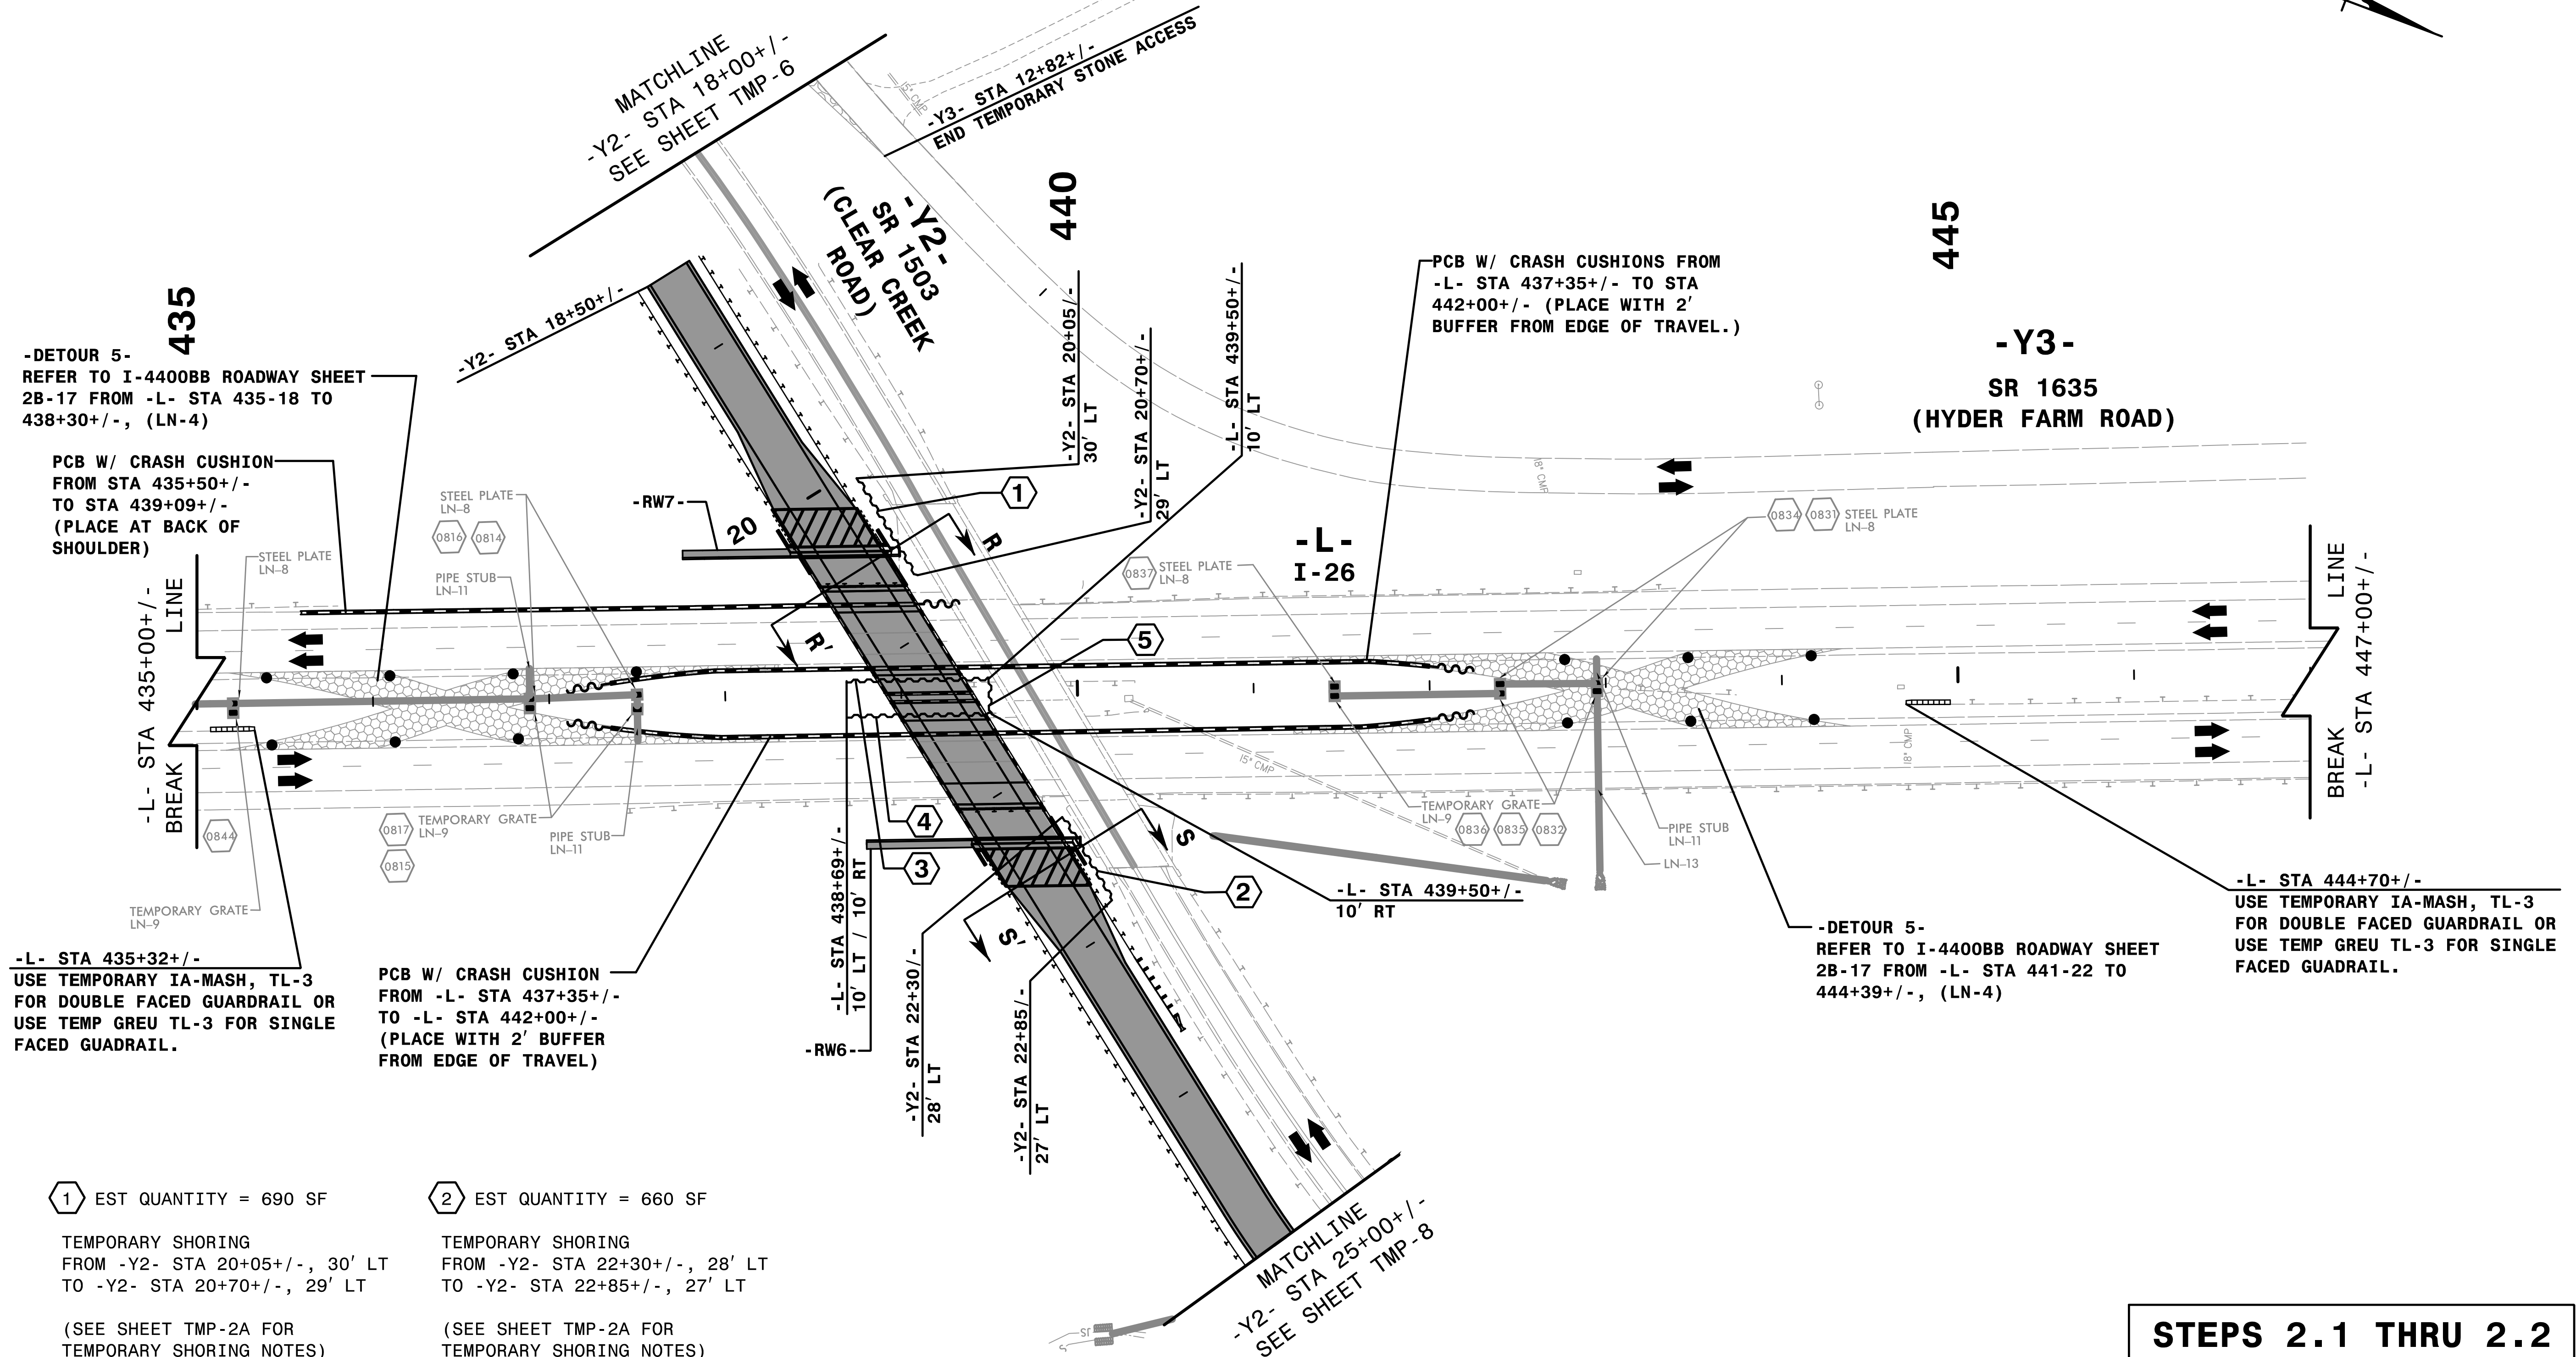 MATCHLINE
-Y2- STA 18+00+/-
SEE SHEET TMP-6
-Y3- STA 12+82+/-
END TEMPORARY STONE ACCESS
15" CMP
-Y2-
SR 1503
(CLEAR CREEK
ROAD)
440
445
435
-Y2- STA 18+50+/-
-DETOUR 5-
REFER TO I-4400BB ROADWAY SHEET
2B-17 FROM -L- STA 435-18 TO
438+30+/-, (LN-4)
PCB W/ CRASH CUSHION
FROM STA 435+50+/-
TO STA 439+09+/-
(PLACE AT BACK OF
SHOULDER)
STEEL PLATE
LN-8
0816
0814
STEEL PLATE
LN-8
PIPE STUB
LN-11
-RW7-
20
-Y2- STA 20+05+/-
30' LT
-Y2- STA 20+70+/-
29' LT
-L- STA 439+50+/-
10' LT
PCB W/ CRASH CUSHIONS FROM
-L- STA 437+35+/- TO STA
442+00+/- (PLACE WITH 2'
BUFFER FROM EDGE OF TRAVEL.)
-Y3-
SR 1635
(HYDER FARM ROAD)
18" CMP
1
R
R'
-L-
I-26
0837
STEEL PLATE
LN-8
0834
0831
STEEL PLATE
LN-8
5
-L- STA 435+00+/-
BREAK LINE
BREAK LINE
-L- STA 447+00+/-
15" CMP
18" CMP
0844
0817
0815
TEMPORARY GRATE
LN-9
PIPE STUB
LN-11
TEMPORARY GRATE
LN-9
4
3
S
S'
2
TEMPORARY GRATE
LN-9
0836
0835
0832
PIPE STUB
LN-11
LN-13
-L- STA 435+32+/-
USE TEMPORARY IA-MASH, TL-3
FOR DOUBLE FACED GUARDRAIL OR
USE TEMP GREU TL-3 FOR SINGLE
FACED GUADRAIL.
PCB W/ CRASH CUSHION
FROM -L- STA 437+35+/-
TO -L- STA 442+00+/-
(PLACE WITH 2' BUFFER
FROM EDGE OF TRAVEL)
-L- STA 438+69+/-
10' LT / 10' RT
-RW6-
-Y2- STA 22+30/-
28' LT
-Y2- STA 22+85/-
27' LT
-L- STA 439+50+/-
10' RT
-DETOUR 5-
REFER TO I-4400BB ROADWAY SHEET
2B-17 FROM -L- STA 441-22 TO
444+39+/-, (LN-4)
-L- STA 444+70+/-
USE TEMPORARY IA-MASH, TL-3
FOR DOUBLE FACED GUARDRAIL OR
USE TEMP GREU TL-3 FOR SINGLE
FACED GUADRAIL.
MATCHLINE
-Y2- STA 25+00+/-
SEE SHEET TMP-8
1 EST QUANTITY = 690 SF
TEMPORARY SHORING
FROM -Y2- STA 20+05+/-, 30' LT
TO -Y2- STA 20+70+/-, 29' LT
(SEE SHEET TMP-2A FOR
TEMPORARY SHORING NOTES)
2 EST QUANTITY = 660 SF
TEMPORARY SHORING
FROM -Y2- STA 22+30+/-, 28' LT
TO -Y2- STA 22+85+/-, 27' LT
(SEE SHEET TMP-2A FOR
TEMPORARY SHORING NOTES)
STEPS 2.1 THRU 2.2